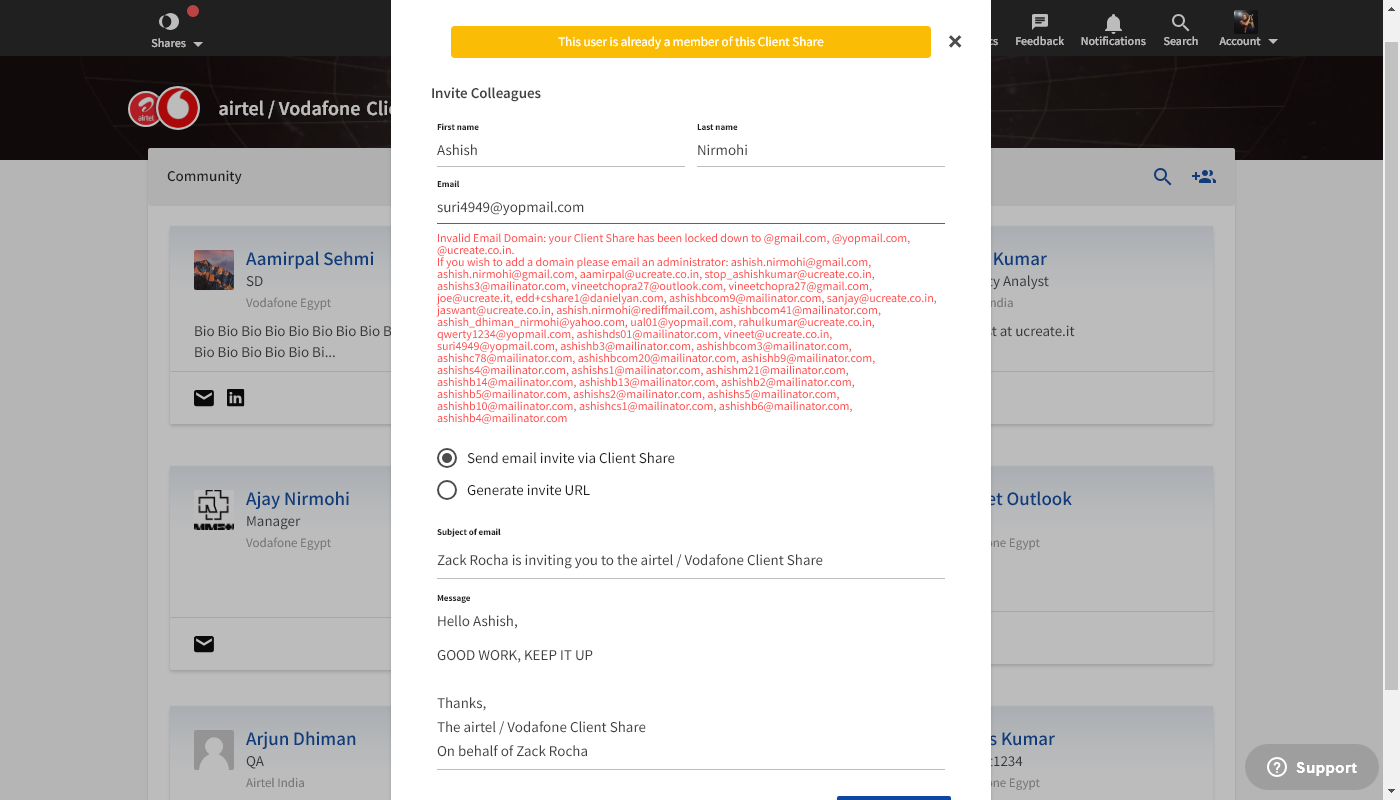 Shares
This user is already a member of this Client Share
Feedback
Notifications
Search
Account
airtel
airtel / Vodafone
Invite Colleagues
First name
Last name
Ashish
Nirmohi
Email
suri4949@yopmail.com
Invalid Email Domain: your Client Share has been locked down to @gmail.com, @yopmail.com,
@ucreate.co.in.
If you wish to add a domain please email an administrator: ashish.nirmohi@gmail.com,
ashish.nirmohi@gmail.com, aamirpal@ucreate.co.in, stop_ashishkumar@ucreate.co.in,
ashishs3@mailinator.com, vineetchopra27@outlook.com, vineetchopra27@gmail.com,
joe@ucreate.it, edd+cshare1@danielyan.com, ashishbcom9@mailinator.com, sanjay@ucreate.co.in,
jaswant@ucreate.co.in, ashish.nirmohi@rediffmail.com, ashishbcom41@mailinator.com,
ashish_dhiman_nirmohi@yahoo.com, ual01@yopmail.com, rahulkumar@ucreate.co.in,
qwerty1234@yopmail.com, ashishds01@mailinator.com, vineet@ucreate.co.in,
suri4949@yopmail.com, ashishb3@mailinator.com, ashishbcom3@mailinator.com,
ashishc78@mailinator.com, ashishbcom20@mailinator.com, ashishb9@mailinator.com,
ashishs4@mailinator.com, ashishs1@mailinator.com, ashishm21@mailinator.com,
ashishb14@mailinator.com, ashishb13@mailinator.com, ashishb2@mailinator.com,
ashishb5@mailinator.com, ashishs2@mailinator.com, ashishs5@mailinator.com,
ashishb10@mailinator.com, ashishcs1@mailinator.com, ashishb6@mailinator.com,
ashishb4@mailinator.com
Send email invite via Client Share
Generate invite URL
Subject of email
Zack Rocha is inviting you to the airtel / Vodafone Client Share
Message
Hello Ashish,
GOOD WORK, KEEP IT UP
Thanks,
The airtel / Vodafone Client Share
On behalf of Zack Rocha
Community
Aamirpal Sehmi
SD
Vodafone Egypt
Bio Bio Bio Bio Bio Bio Bio Bio B
Bio Bio Bio Bio Bio Bi...
Ajay Nirmohi
Manager
Vodafone Egypt
Arjun Dhiman
QA
Airtel India
Kumar
Analyst
at ucreate.it
Outlook
Egypt
Kumar
Egypt
Support